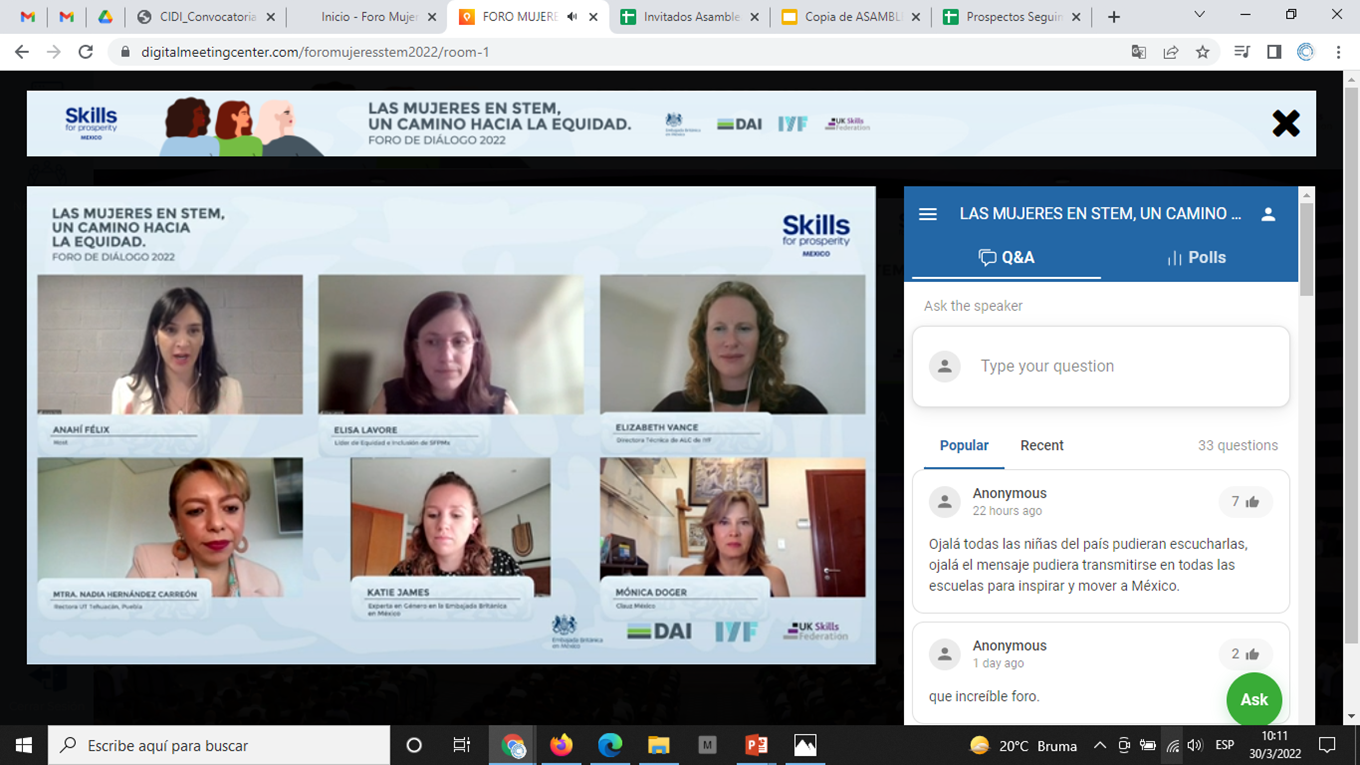 CIDI_Convocatoria
Inicio - Foro Mujer
FORO MUJERE
Invitados Asamble
Copia de ASAMBL
Prospectos Seguin
digitalmeetingcenter.com/foromujeresstem2022/room-1
Skills
for prosperity
MEXICO
LAS MUJERES EN STEM,
UN CAMINO HACIA LA EQUIDAD.
FORO DE DIÁLOGO 2022
Embajada Británica
en México
DAI
IYF
UK Skills
Federation
LAS MUJERES EN STEM,
UN CAMINO HACIA
LA EQUIDAD.
FORO DE DIÁLOGO 2022
Skills
for prosperity
MEXICO
ANAHÍ FÉLIX
Host
ELISA LAVORE
Líder de Equidad e Inclusión de SFPMx
ELIZABETH VANCE
Directora Técnica de ALC de IYF
MTRA. NADIA HERNÁNDEZ CARREÓN
Rectora UT Tehuacán, Puebla
KATIE JAMES
Experta en Género en la Embajada Británica
en México
MÓNICA DOGER
Claut México
Embajada Británica
en México
DAI
IYF
UK Skills
Federation
LAS MUJERES EN STEM, UN CAMINO ...
Q&A
Polls
Ask the speaker
Type your question
Popular
Recent
33 questions
Anonymous
22 hours ago
7
Ojalá todas las niñas del país pudieran escucharlas,
ojalá el mensaje pudiera transmitirse en todas las
escuelas para inspirar y mover a México.
Anonymous
1 day ago
2
que increíble foro.
Ask
Escribe aquí para buscar
M
20°C Bruma
ESP
10:11
30/3/2022